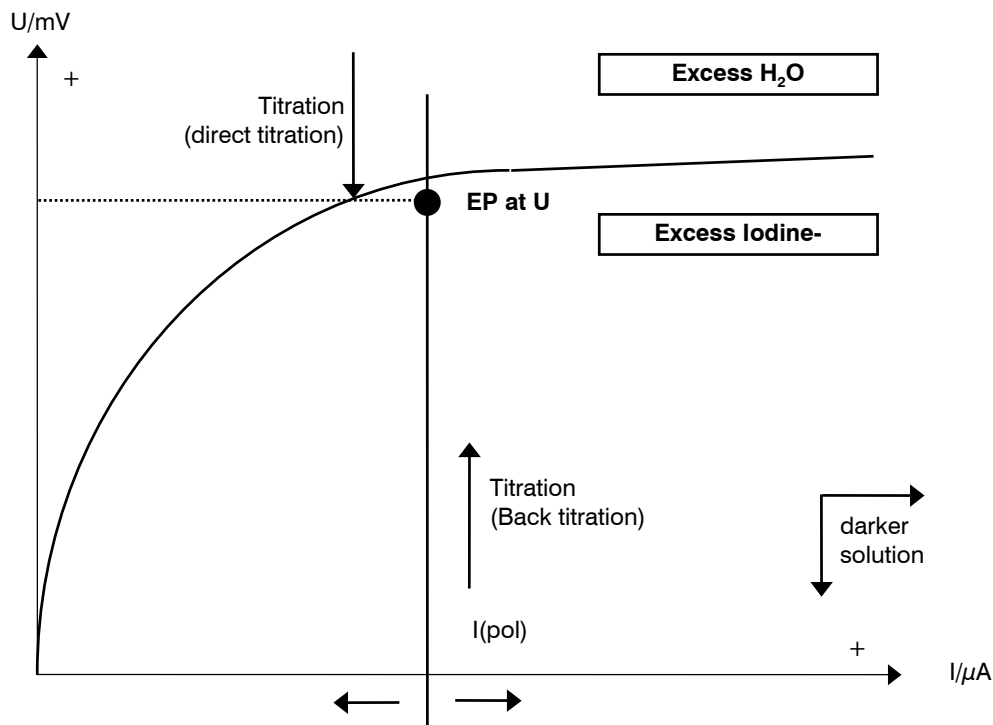 U/mV
+
Titration
(direct titration)
Excess H₂O
EP at U
Excess Iodine-
Titration
(Back titration)
darker
solution
I(pol)
+
I/µA